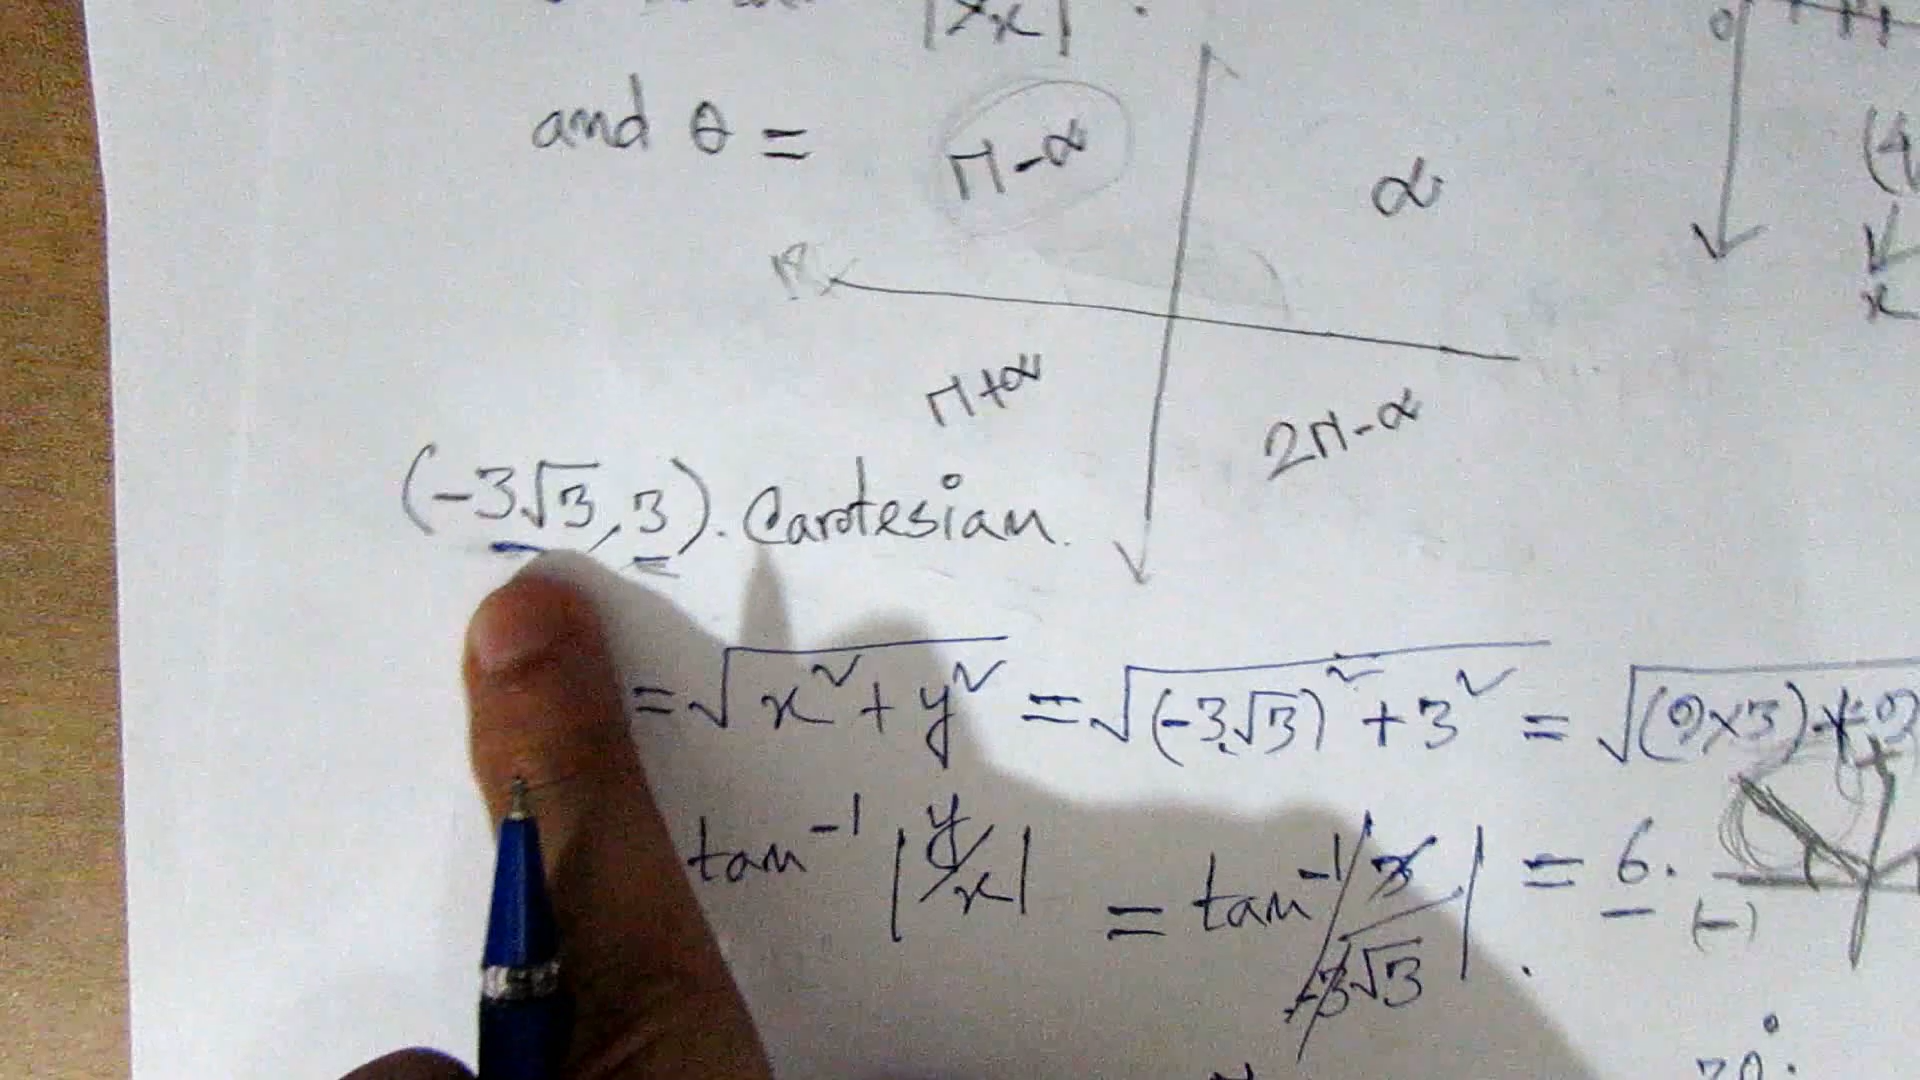 and θ =
π-α
α
π+α
2π-α
(-3√3, 3). Carotesian.
= √x² + y² = √(-3.√3)² + 3² = √(9×3)+9
tan⁻¹ |y/x| = tan⁻¹ |3/-3√3| = 6.
(-)